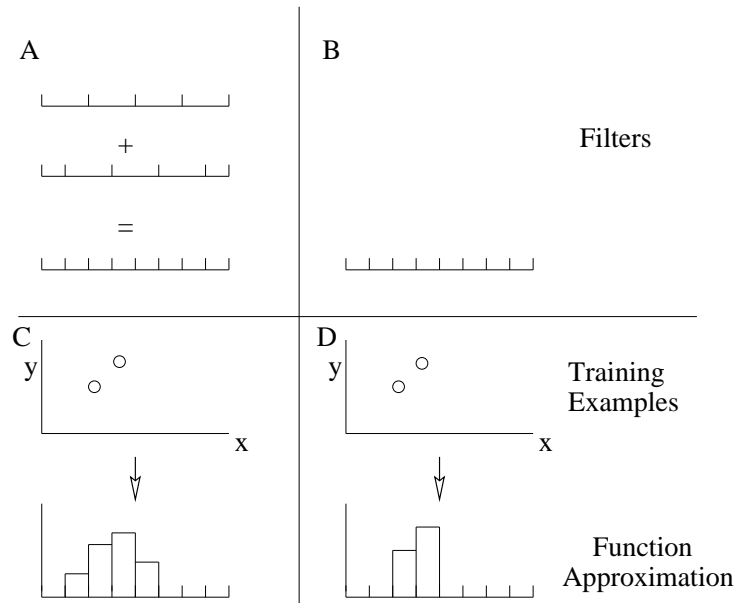 A
B
+
Filters
=
C
D
y
y
Training
Examples
x
x
Function
Approximation